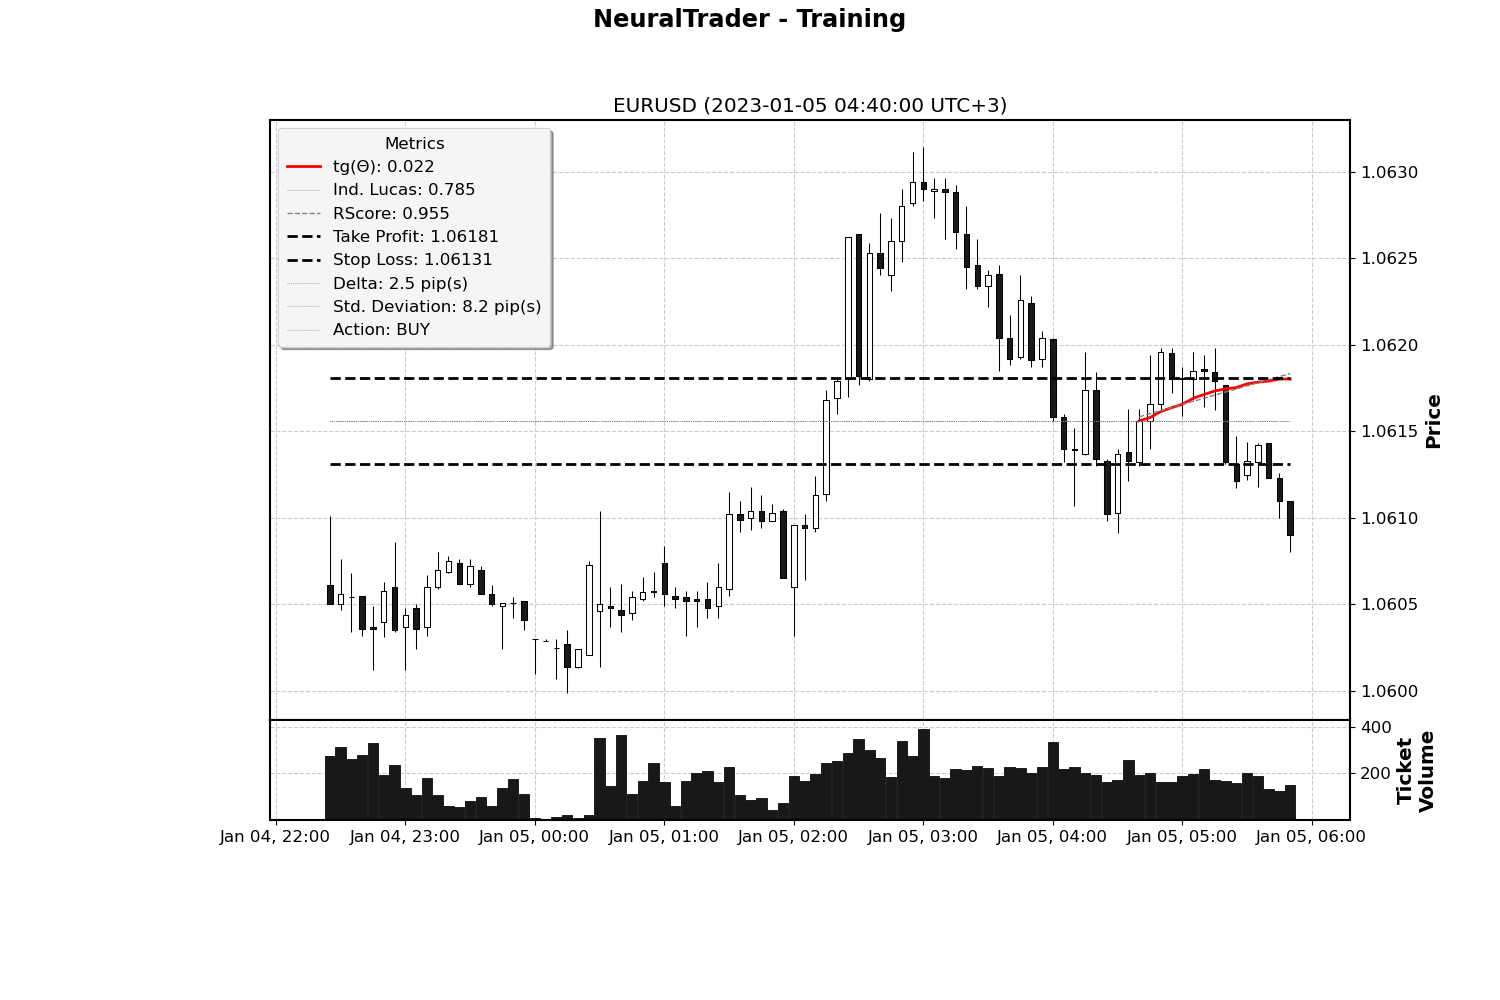 NeuralTrader - Training
EURUSD (2023-01-05 04:40:00 UTC+3)
Metrics
tg(Θ): 0.022
Ind. Lucas: 0.785
RScore: 0.955
Take Profit: 1.06181
Stop Loss: 1.06131
Delta: 2.5 pip(s)
Std. Deviation: 8.2 pip(s)
Action: BUY
1.0630
1.0625
1.0620
1.0615
1.0610
1.0605
1.0600
Price
400
200
Ticket
Volume
Jan 04, 22:00
Jan 04, 23:00
Jan 05, 00:00
Jan 05, 01:00
Jan 05, 02:00
Jan 05, 03:00
Jan 05, 04:00
Jan 05, 05:00
Jan 05, 06:00